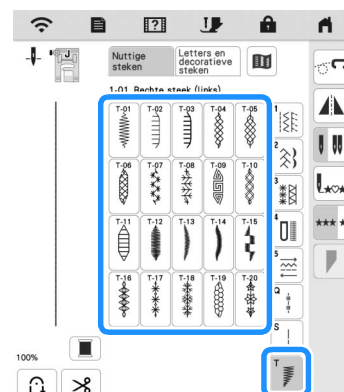 J
Nuttige steken
Letters en decoratieve steken
1-01 Rechte steek (links)
T-01 T-02 T-03 T-04 T-05
1
T-06 T-07 T-08 T-09 T-10
2
3
T-11 T-12 T-13 T-14 T-15
4
5
T-16 T-17 T-18 T-19 T-20
Q
S
100%
T